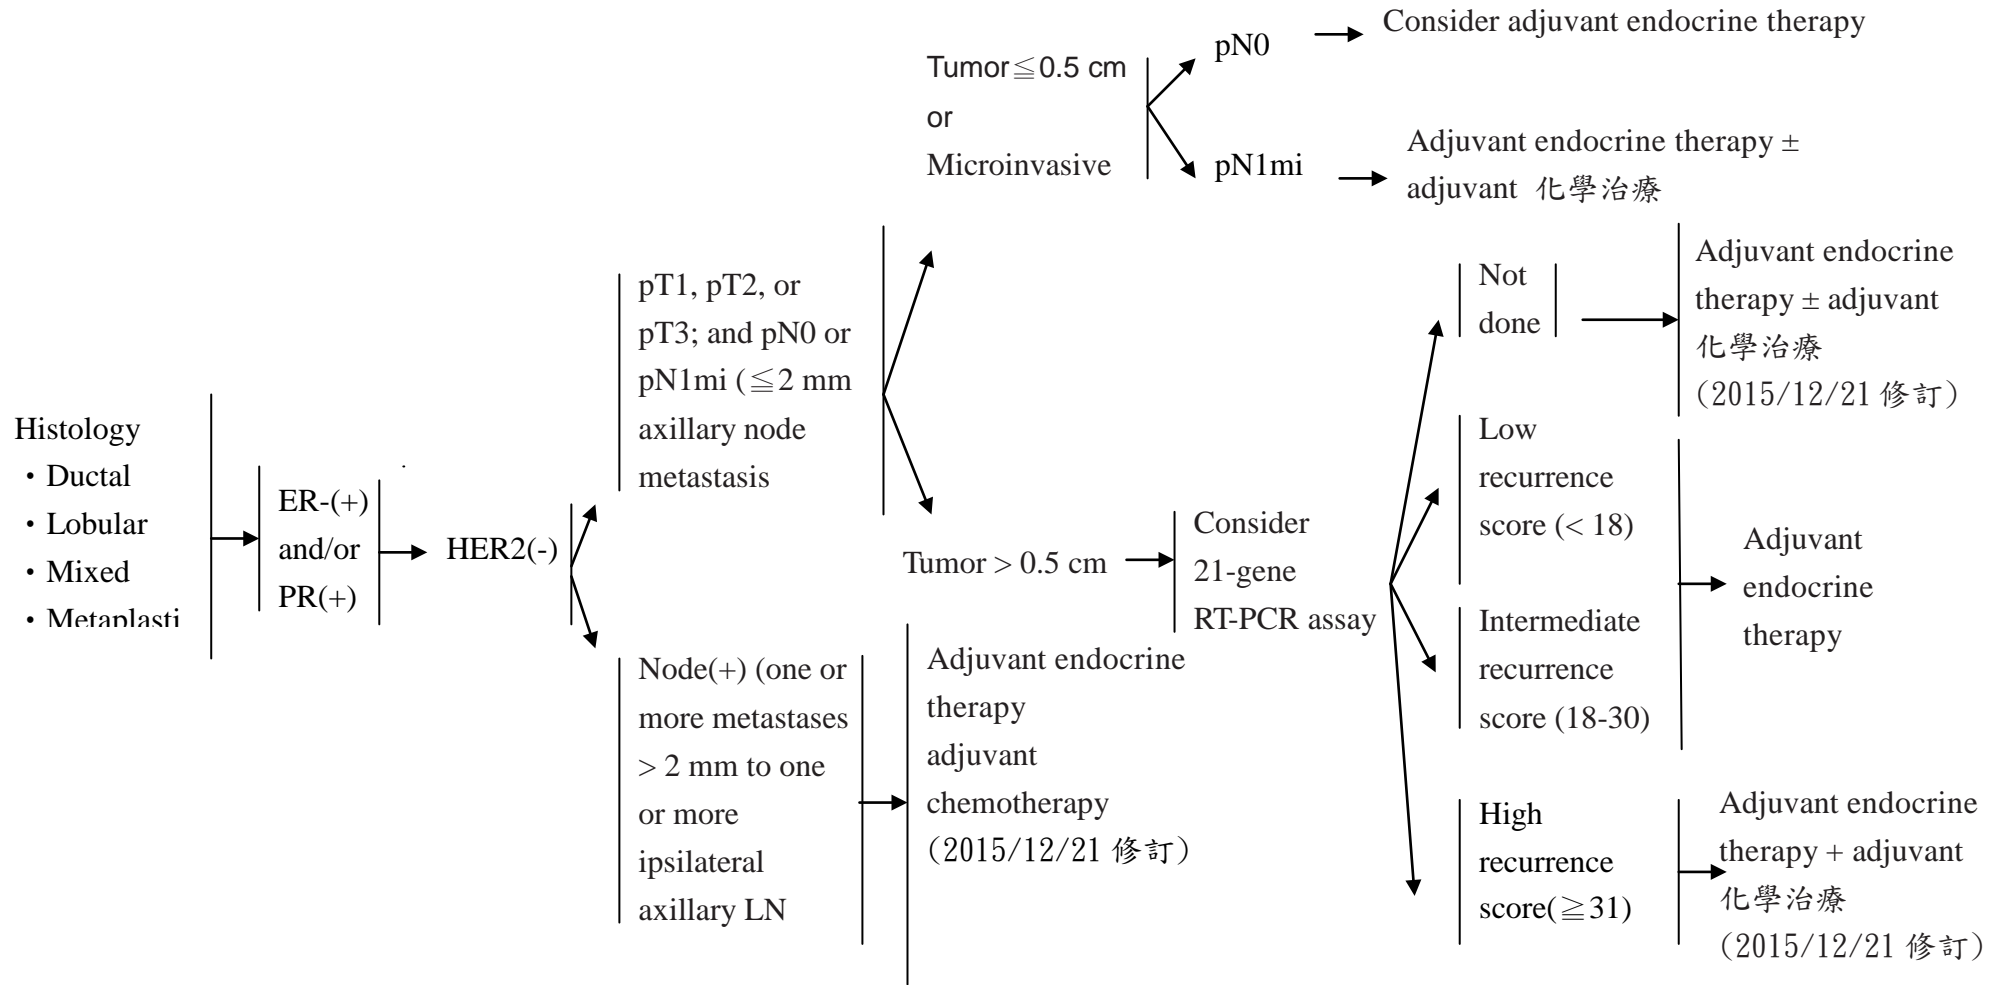 Histology
・Ductal
・Lobular
・Mixed
・Metaplasti
ER-(+)
and/or
PR(+)
HER2(-)
pT1, pT2, or
pT3; and pN0 or
pN1mi (≦2 mm
axillary node
metastasis
Node(+) (one or
more metastases
> 2 mm to one
or more
ipsilateral
axillary LN
Tumor≦0.5 cm
or
Microinvasive
pN0
Consider adjuvant endocrine therapy
pN1mi
Adjuvant endocrine therapy ±
adjuvant 化學治療
Tumor > 0.5 cm
Consider
21-gene
RT-PCR assay
Adjuvant endocrine
therapy
adjuvant
chemotherapy
(2015/12/21 修訂)
Not
done
Adjuvant endocrine
therapy ± adjuvant
化學治療
(2015/12/21 修訂)
Low
recurrence
score (< 18)
Intermediate
recurrence
score (18-30)
Adjuvant
endocrine
therapy
High
recurrence
score(≧31)
Adjuvant endocrine
therapy + adjuvant
化學治療
(2015/12/21 修訂)